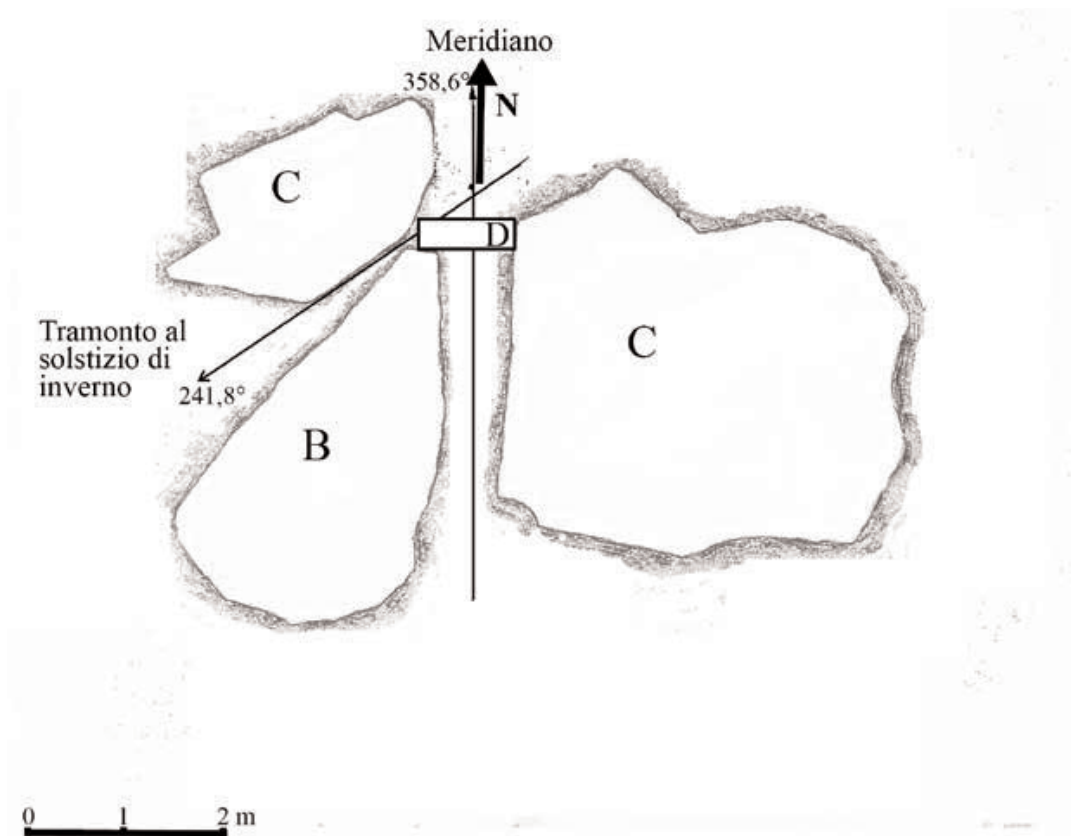 Meridiano
358,6°
N
C
D
C
Tramonto al
solstizio di
inverno
241,8°
B
0 1 2 m